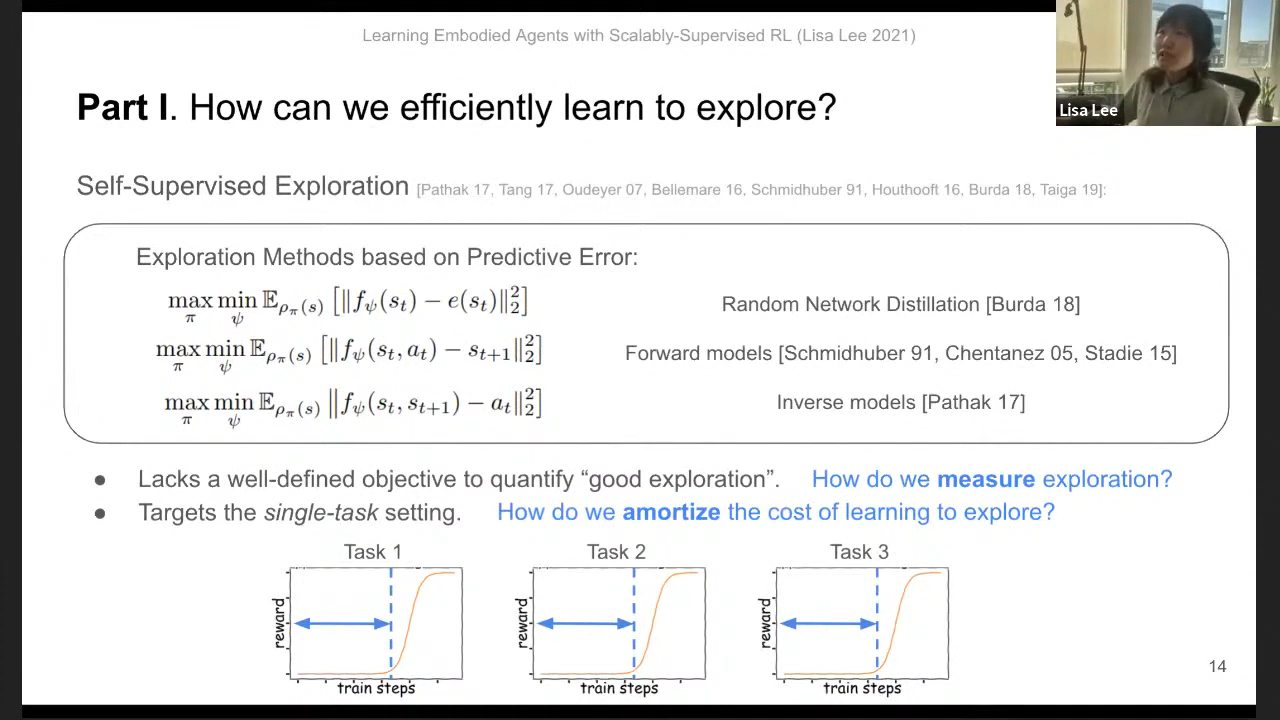 Learning Embodied Agents with Scalably-Supervised RL (Lisa Lee 2021)
Lisa Lee
Part I. How can we efficiently learn to explore?
Self-Supervised Exploration [Pathak 17, Tang 17, Oudeyer 07, Bellemare 16, Schmidhuber 91, Houthooft 16, Burda 18, Taiga 19]:
Exploration Methods based on Predictive Error:
max_π min_ψ 𝔼_{ρ_π(s)} [‖f_ψ(s_t) − e(s_t)‖₂²] Random Network Distillation [Burda 18]
max_π min_ψ 𝔼_{ρ_π(s)} [‖f_ψ(s_t, a_t) − s_{t+1}‖₂²] Forward models [Schmidhuber 91, Chentanez 05, Stadie 15]
max_π min_ψ 𝔼_{ρ_π(s)} ‖f_ψ(s_t, s_{t+1}) − a_t‖₂²] Inverse models [Pathak 17]
● Lacks a well-defined objective to quantify “good exploration”. How do we measure exploration?
● Targets the single-task setting. How do we amortize the cost of learning to explore?
Task 1 Task 2 Task 3
reward reward reward
train steps train steps train steps
14